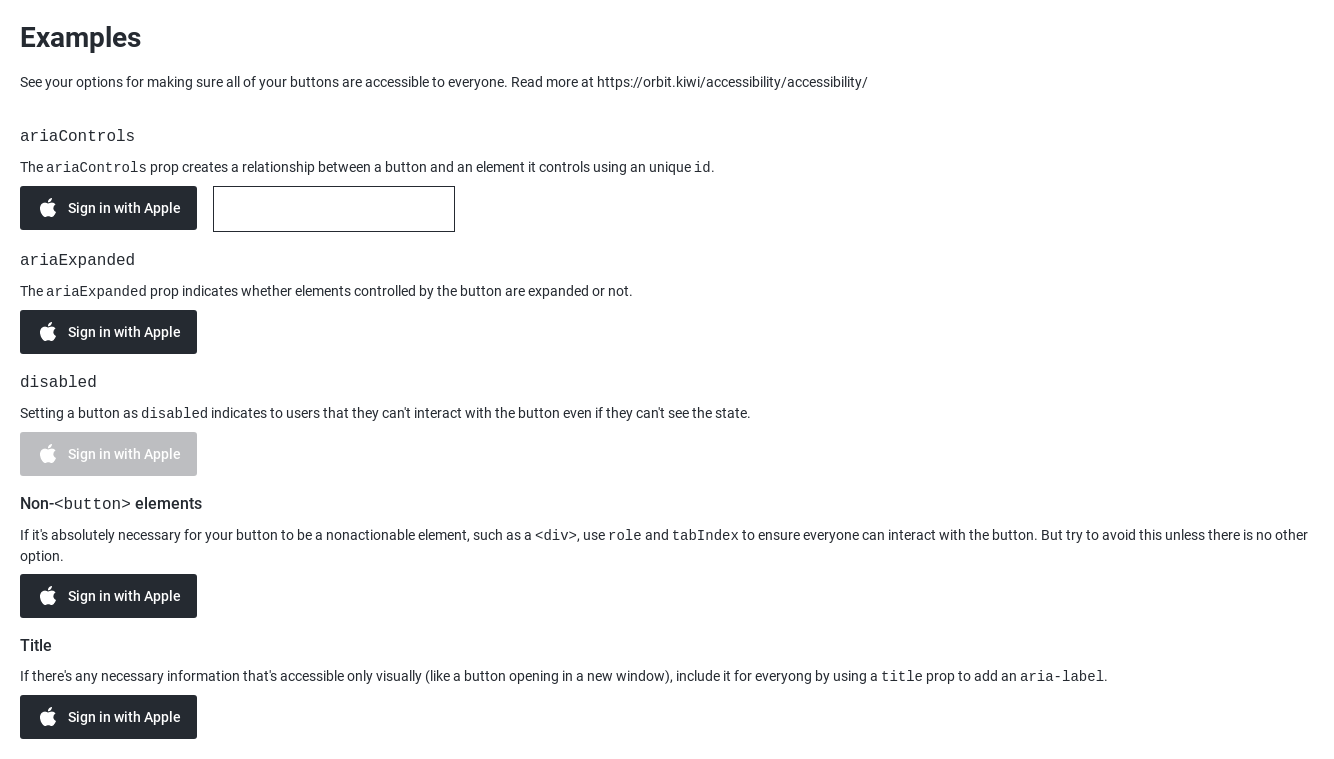 Examples
See your options for making sure all of your buttons are accessible to everyone. Read more at https://orbit.kiwi/accessibility/accessibility/
ariaControls
The ariaControls prop creates a relationship between a button and an element it controls using an unique id.
Sign in with Apple
ariaExpanded
The ariaExpanded prop indicates whether elements controlled by the button are expanded or not.
Sign in with Apple
disabled
Setting a button as disabled indicates to users that they can't interact with the button even if they can't see the state.
Sign in with Apple
Non-<button> elements
If it's absolutely necessary for your button to be a nonactionable element, such as a <div>, use role and tabIndex to ensure everyone can interact with the button. But try to avoid this unless there is no other
option.
Sign in with Apple
Title
If there's any necessary information that's accessible only visually (like a button opening in a new window), include it for everyong by using a title prop to add an aria-label.
Sign in with Apple